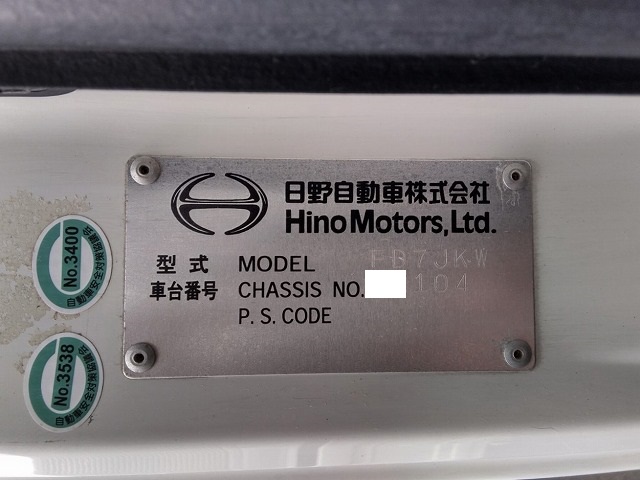 日野自動車株式会社
Hino Motors, Ltd.
型式 MODEL FD7JKW
車台番号 CHASSIS NO. 104
P. S. CODE
No.3400
No.3538